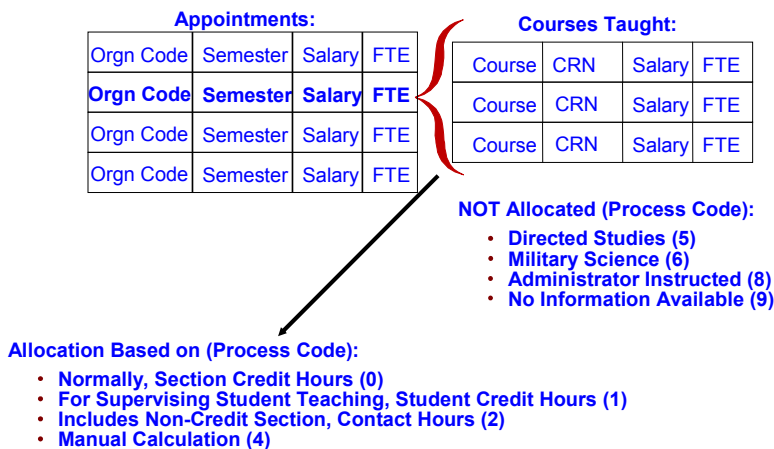 Appointments:
Orgn Code Semester Salary FTE
Orgn Code Semester Salary FTE
Orgn Code Semester Salary FTE
Orgn Code Semester Salary FTE
Courses Taught:
Course CRN Salary FTE
Course CRN Salary FTE
Course CRN Salary FTE
NOT Allocated (Process Code):
• Directed Studies (5)
• Military Science (6)
• Administrator Instructed (8)
• No Information Available (9)
Allocation Based on (Process Code):
• Normally, Section Credit Hours (0)
• For Supervising Student Teaching, Student Credit Hours (1)
• Includes Non-Credit Section, Contact Hours (2)
• Manual Calculation (4)